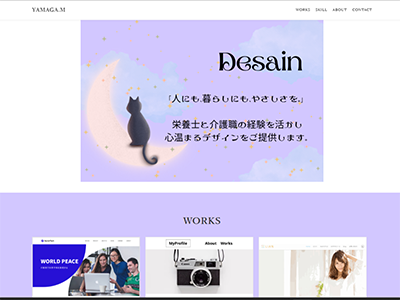 YAMAGA.M
WORKS SKILL ABOUT CONTACT
Desain
「人にも、暮らしにも、やさしさを。」
栄養士と介護職の経験を活かし
心温まるデザインをご提供します。
WORKS
WORLD PEACE
MyProfile About Works